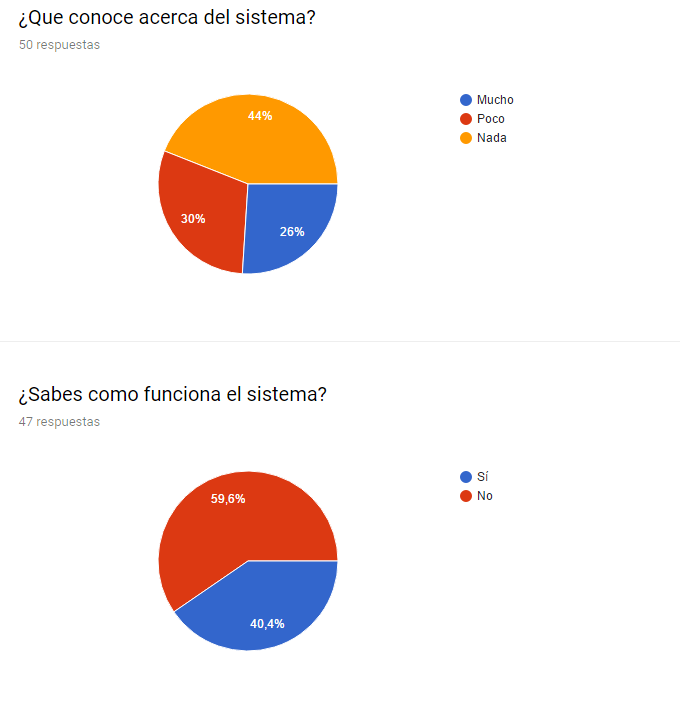 ¿Que conoce acerca del sistema?
50 respuestas
44%
30%
26%
Mucho
Poco
Nada
¿Sabes como funciona el sistema?
47 respuestas
59,6%
40,4%
Sí
No